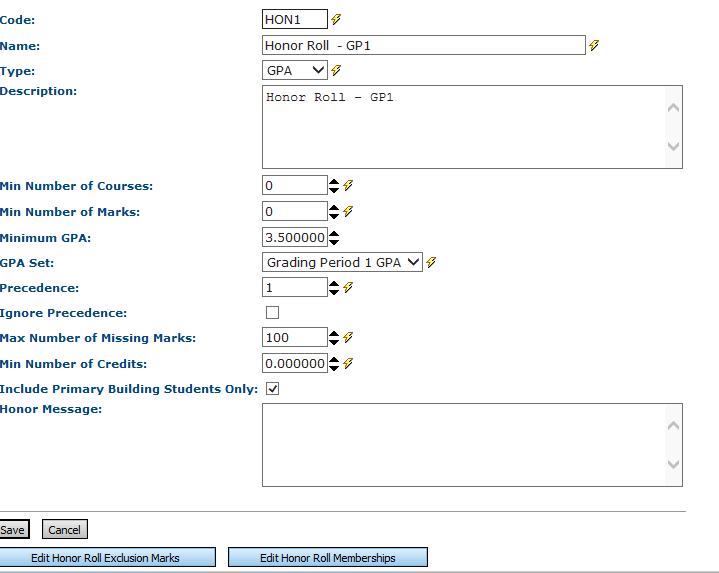 Code: HON1
Name: Honor Roll - GP1
Type: GPA
Description: Honor Roll - GP1
Min Number of Courses: 0
Min Number of Marks: 0
Minimum GPA: 3.500000
GPA Set: Grading Period 1 GPA
Precedence: 1
Ignore Precedence:
Max Number of Missing Marks: 100
Min Number of Credits: 0.000000
Include Primary Building Students Only:
Honor Message:
Save Cancel
Edit Honor Roll Exclusion Marks Edit Honor Roll Memberships